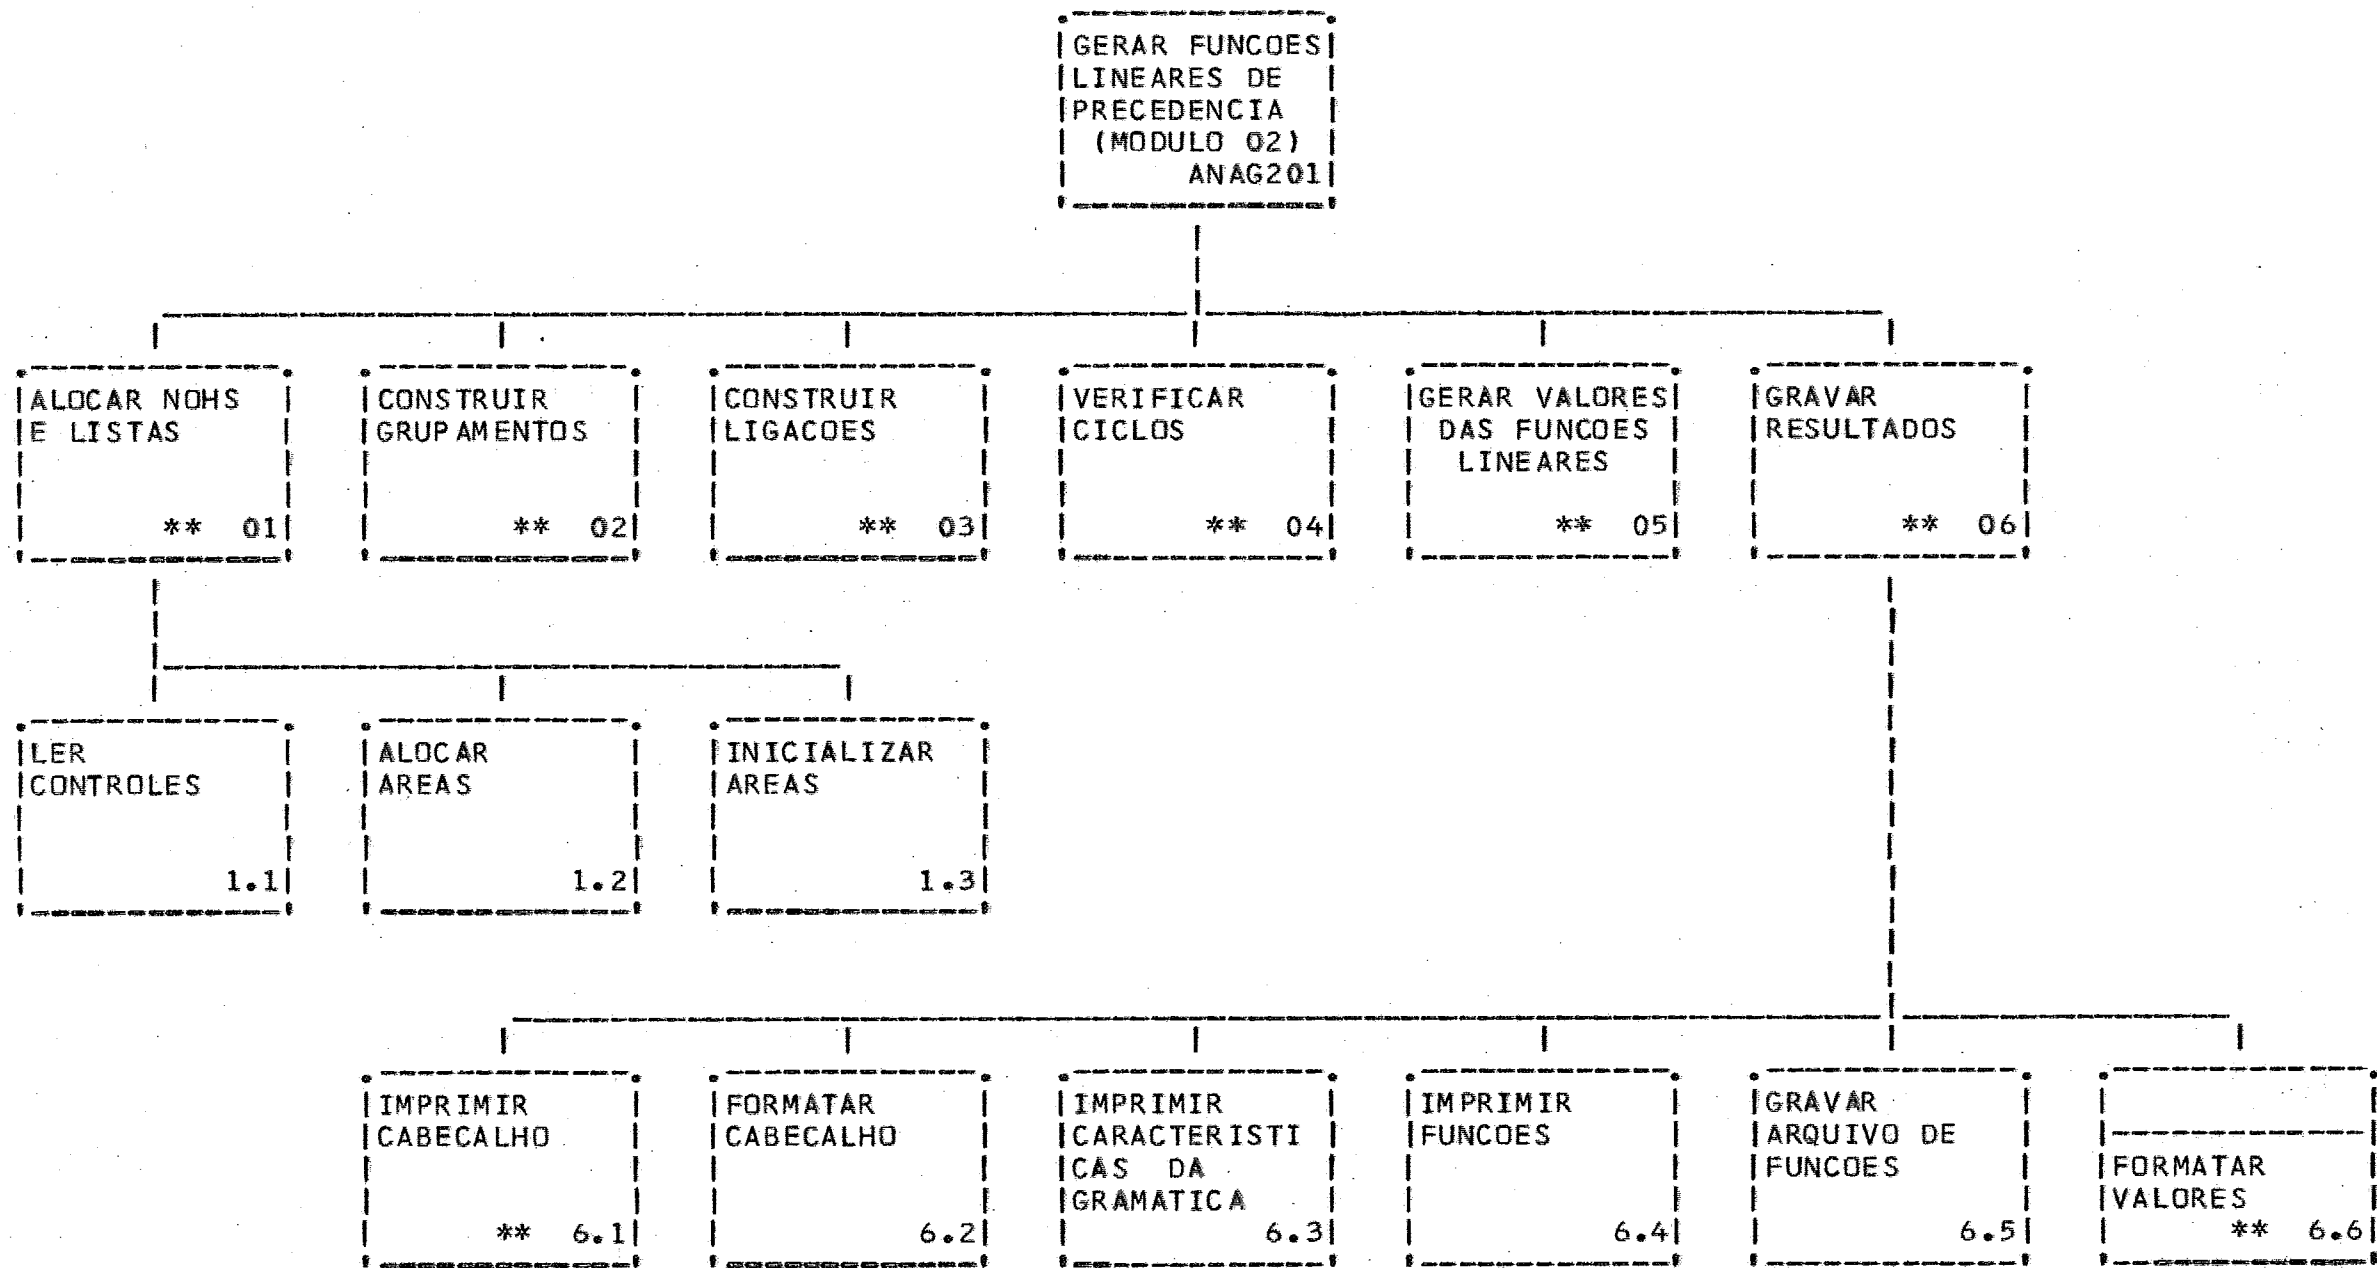 GERAR FUNCOES
LINEARES DE
PRECEDENCIA
(MODULO 02)
ANAG201
ALOCAR NOHS
E LISTAS
** 01
CONSTRUIR
GRUPAMENTOS
** 02
CONSTRUIR
LIGACOES
** 03
VERIFICAR
CICLOS
** 04
GERAR VALORES
DAS FUNCOES
LINEARES
** 05
GRAVAR
RESULTADOS
** 06
LER
CONTROLES
1.1
ALOCAR
AREAS
1.2
INICIALIZAR
AREAS
1.3
IMPRIMIR
CABECALHO
** 6.1
FORMATAR
CABECALHO
6.2
IMPRIMIR
CARACTERISTI
CAS DA
GRAMATICA
6.3
IMPRIMIR
FUNCOES
6.4
GRAVAR
ARQUIVO DE
FUNCOES
6.5
FORMATAR
VALORES
** 6.6